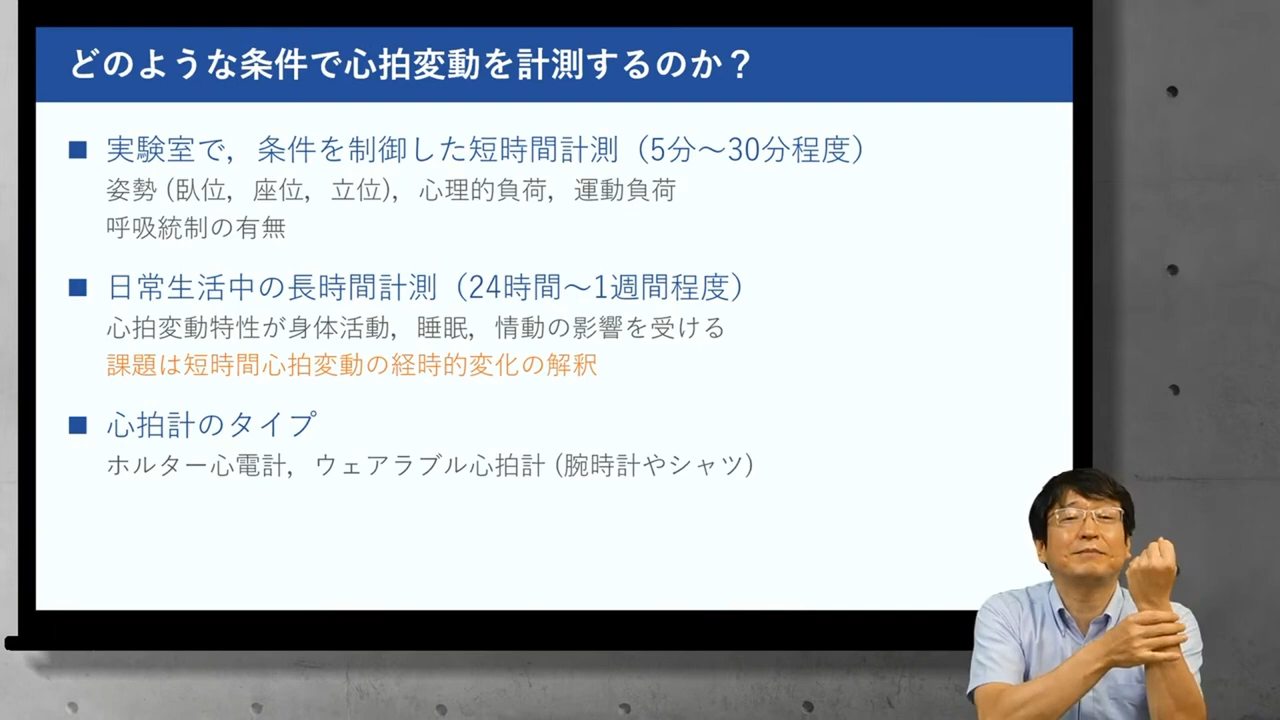 どのような条件で心拍変動を計測するのか？
■ 実験室で，条件を制御した短時間計測（5分〜30分程度）
姿勢 (臥位，座位，立位)，心理的負荷，運動負荷
呼吸統制の有無
■ 日常生活中の長時間計測（24時間〜1週間程度）
心拍変動特性が身体活動，睡眠，情動の影響を受ける
課題は短時間心拍変動の経時的変化の解釈
■ 心拍計のタイプ
ホルター心電計，ウェアラブル心拍計 (腕時計やシャツ)